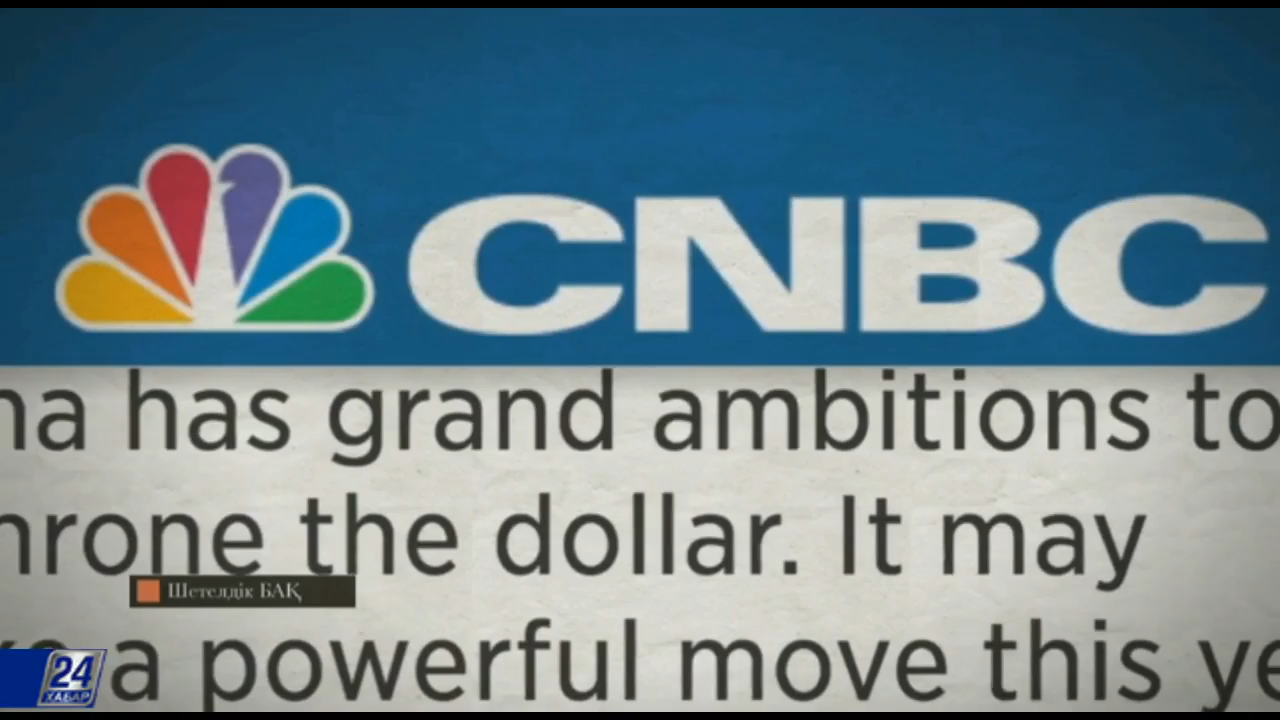 CNBC
na has grand ambitions to
hrone the dollar. It may
Шетелдік БАҚ
a powerful move this ye
24
ХАБАР